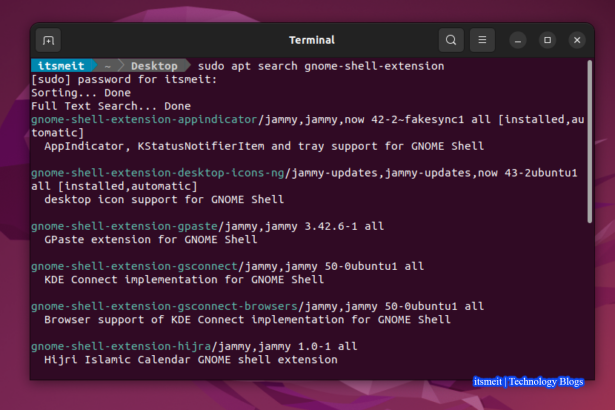 Terminal
itsmeit ~ Desktop sudo apt search gnome-shell-extension
[sudo] password for itsmeit:
Sorting... Done
Full Text Search... Done
gnome-shell-extension-appindicator/jammy,jammy,now 42-2~fakesync1 all [installed,au
tomatic]
AppIndicator, KStatusNotifierItem and tray support for GNOME Shell
gnome-shell-extension-desktop-icons-ng/jammy-updates,jammy-updates,now 43-2ubuntu1
all [installed,automatic]
desktop icon support for GNOME Shell
gnome-shell-extension-gpaste/jammy,jammy 3.42.6-1 all
GPaste extension for GNOME Shell
gnome-shell-extension-gsconnect/jammy,jammy 50-0ubuntu1 all
KDE Connect implementation for GNOME Shell
gnome-shell-extension-gsconnect-browsers/jammy,jammy 50-0ubuntu1 all
Browser support of KDE Connect implementation for GNOME Shell
gnome-shell-extension-hijra/jammy,jammy 1.0-1 all
Hijri Islamic Calendar GNOME shell extension
itsmeit | Technology Blogs